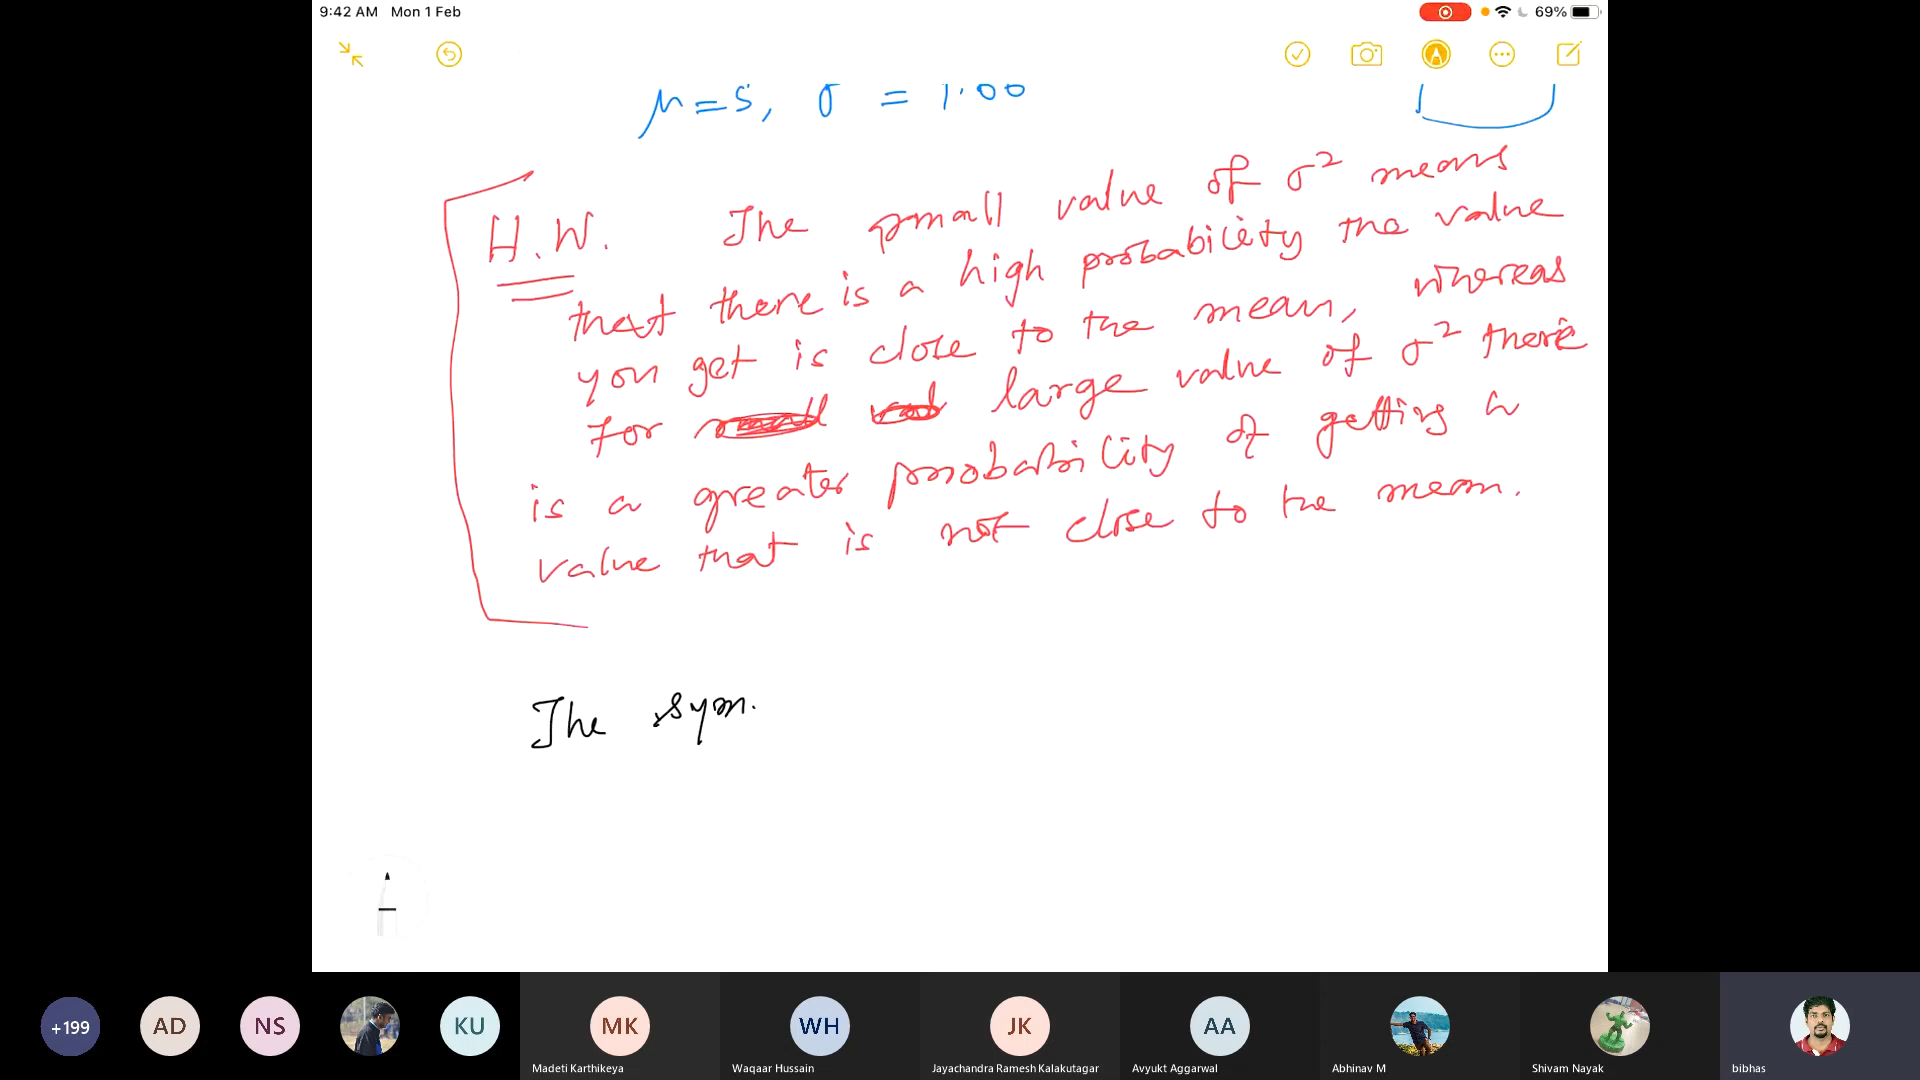 9:42 AM Mon 1 Feb 69%
μ = 5, σ = 1.00
H.W. The small value of σ² means
that there is a high probability the value
you get is close to the mean, whereas
for large value of σ² there
is a greater probability of getting a
value that is not close to the mean.
The sym.
+199 AD NS KU MK WH JK AA
Madeti Karthikeya Waqaar Hussain Jayachandra Ramesh Kalakutagar Avyukt Aggarwal Abhinav M Shivam Nayak bibhas